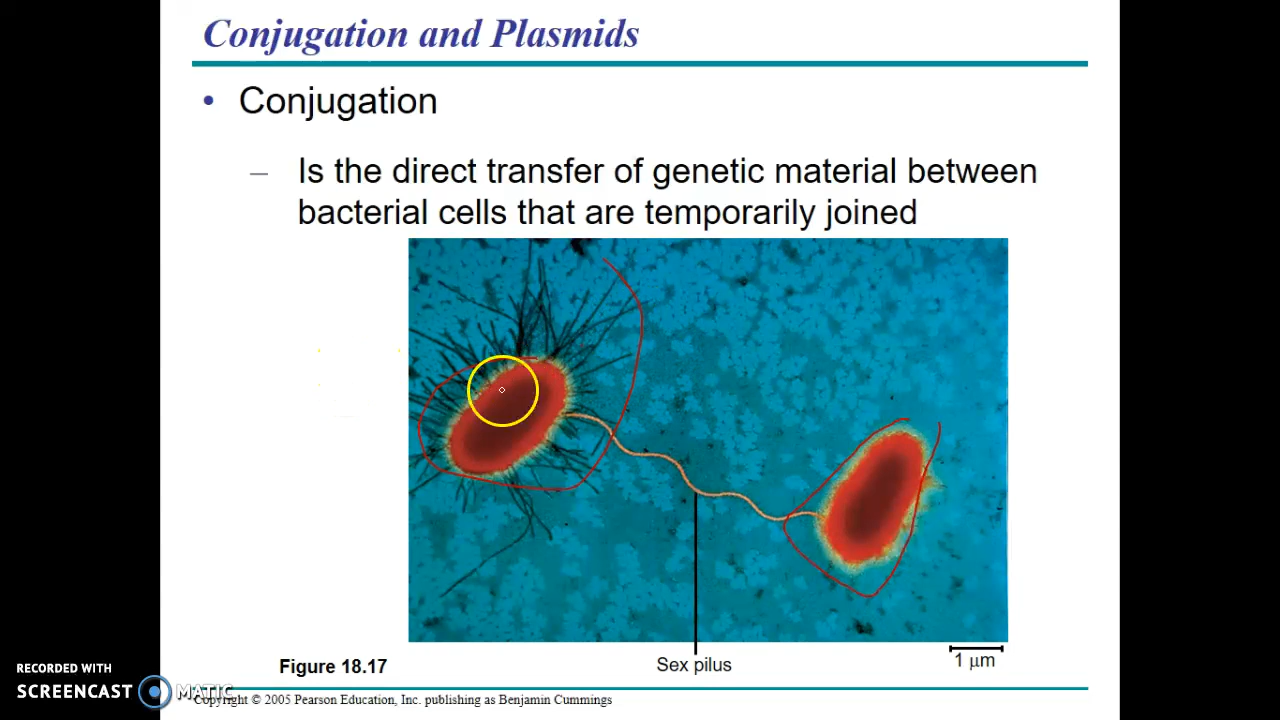 Conjugation and Plasmids
• Conjugation
– Is the direct transfer of genetic material between
bacterial cells that are temporarily joined
Figure 18.17
Sex pilus
1 μm
RECORDED WITH
SCREENCAST MATIC
Copyright © 2005 Pearson Education, Inc. publishing as Benjamin Cummings